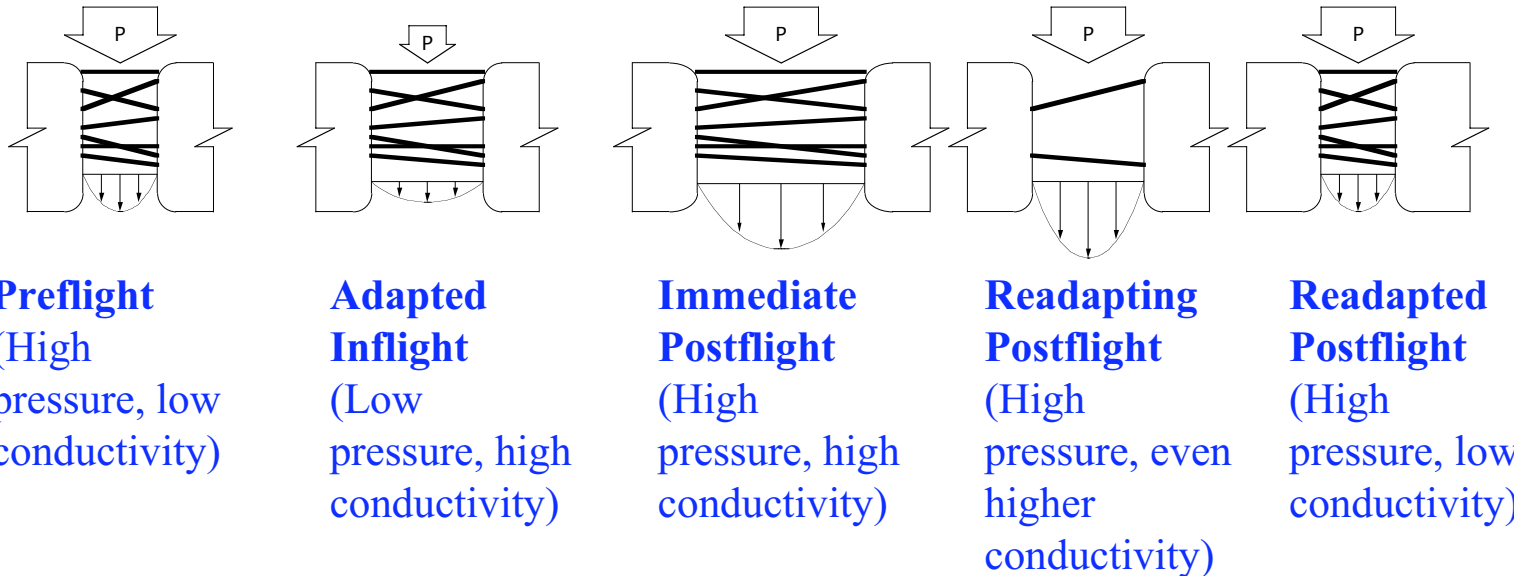 P
P
P
P
P
Preflight
(High
pressure, low
conductivity)
Adapted
Inflight
(Low
pressure, high
conductivity)
Immediate
Postflight
(High
pressure, high
conductivity)
Readapting
Postflight
(High
pressure, even
higher
conductivity)
Readapted
Postflight
(High
pressure, low
conductivity)